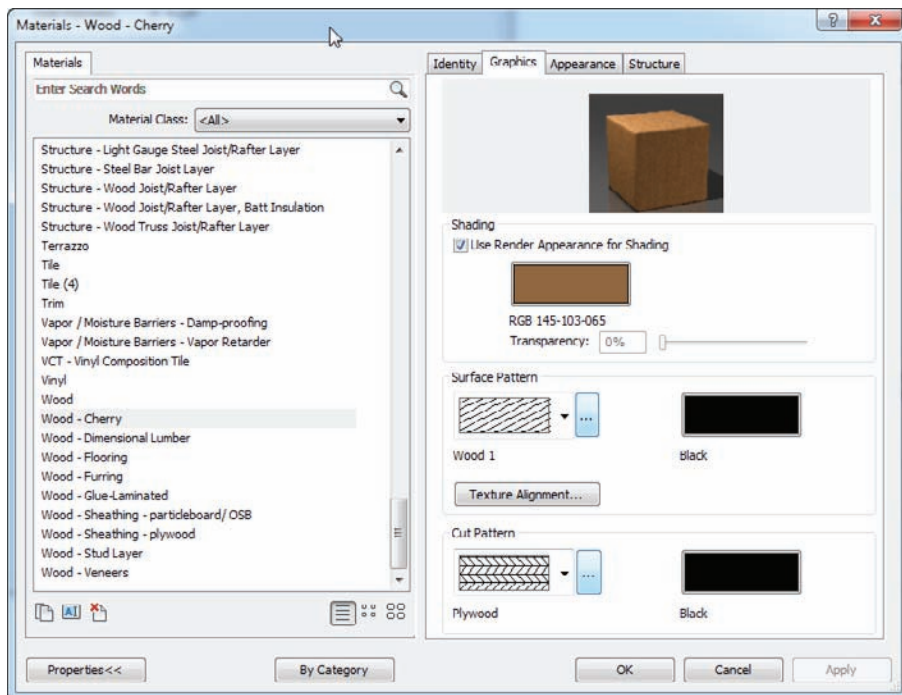 Materials - Wood - Cherry
Materials
Enter Search Words
Material Class: <All>
Structure - Light Gauge Steel Joist/Rafter Layer
Structure - Steel Bar Joist Layer
Structure - Wood Joist/Rafter Layer
Structure - Wood Joist/Rafter Layer, Batt Insulation
Structure - Wood Truss Joist/Rafter Layer
Terrazzo
Tile
Tile (4)
Trim
Vapor / Moisture Barriers - Damp-proofing
Vapor / Moisture Barriers - Vapor Retarder
VCT - Vinyl Composition Tile
Vinyl
Wood
Wood - Cherry
Wood - Dimensional Lumber
Wood - Flooring
Wood - Furring
Wood - Glue-Laminated
Wood - Sheathing - particleboard/ OSB
Wood - Sheathing - plywood
Wood - Stud Layer
Wood - Veneers
AI
Properties<<
By Category
Identity Graphics Appearance Structure
Shading
Use Render Appearance for Shading
RGB 145-103-065
Transparency: 0%
Surface Pattern
...
Wood 1 Black
Texture Alignment...
Cut Pattern
...
Plywood Black
OK Cancel Apply